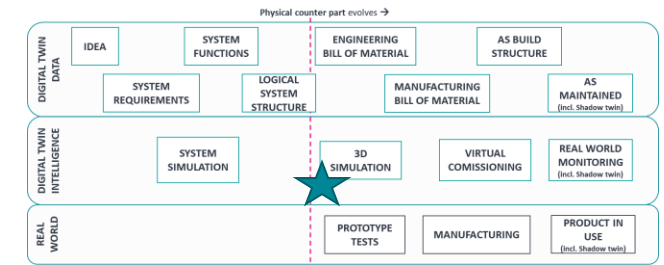 Physical counter part evolves →
DIGITAL TWIN
DATA
IDEA
SYSTEM
FUNCTIONS
ENGINEERING
BILL OF MATERIAL
AS BUILD
STRUCTURE
SYSTEM
REQUIREMENTS
LOGICAL
SYSTEM
STRUCTURE
MANUFACTURING
BILL OF MATERIAL
AS
MAINTAINED
(incl. Shadow twin)
DIGITAL TWIN
INTELLIGENCE
SYSTEM
SIMULATION
3D
SIMULATION
VIRTUAL
COMISSIONING
REAL WORLD
MONITORING
(incl. Shadow twin)
REAL
WORLD
PROTOTYPE
TESTS
MANUFACTURING
PRODUCT IN
USE
(incl. Shadow twin)